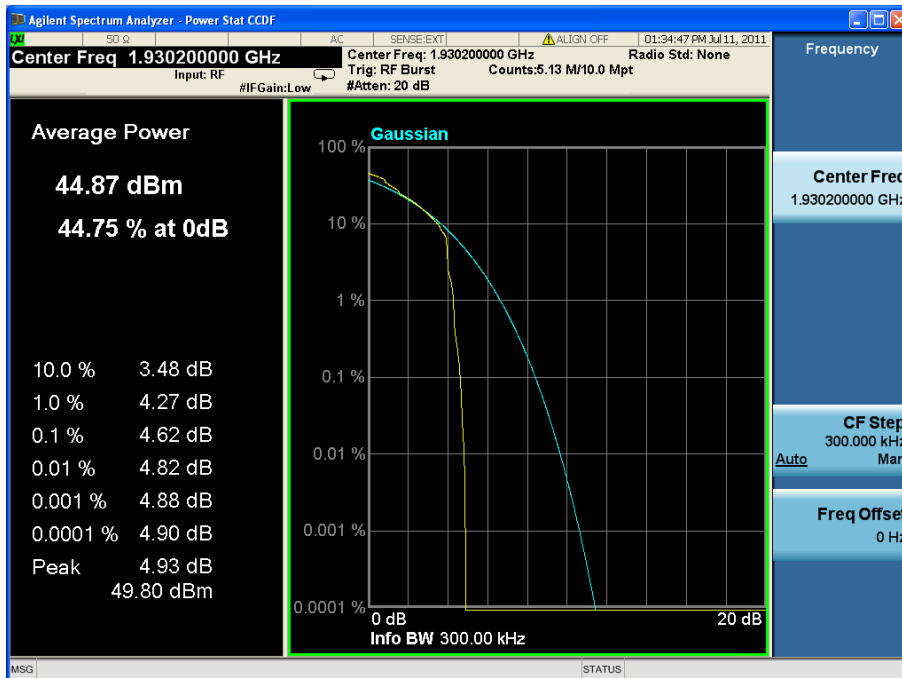 Agilent Spectrum Analyzer - Power Stat CCDF
LXI 50 Ω AC SENSE:EXT ALIGN OFF 01:34:47 PM Jul 11, 2011
Center Freq 1.930200000 GHz
Input: RF
#IFGain:Low
Center Freq: 1.930200000 GHz Radio Std: None
Trig: RF Burst Counts:5.13 M/10.0 Mpt
#Atten: 20 dB
Average Power
44.87 dBm
44.75 % at 0dB
10.0 % 3.48 dB
1.0 % 4.27 dB
0.1 % 4.62 dB
0.01 % 4.82 dB
0.001 % 4.88 dB
0.0001 % 4.90 dB
Peak 4.93 dB
49.80 dBm
Gaussian
100 %
10 %
1 %
0.1 %
0.01 %
0.001 %
0.0001 %
0 dB 20 dB
Info BW 300.00 kHz
Frequency
Center Freq
1.930200000 GHz
CF Step
300.000 kHz
Auto Man
Freq Offset
0 Hz
MSG STATUS